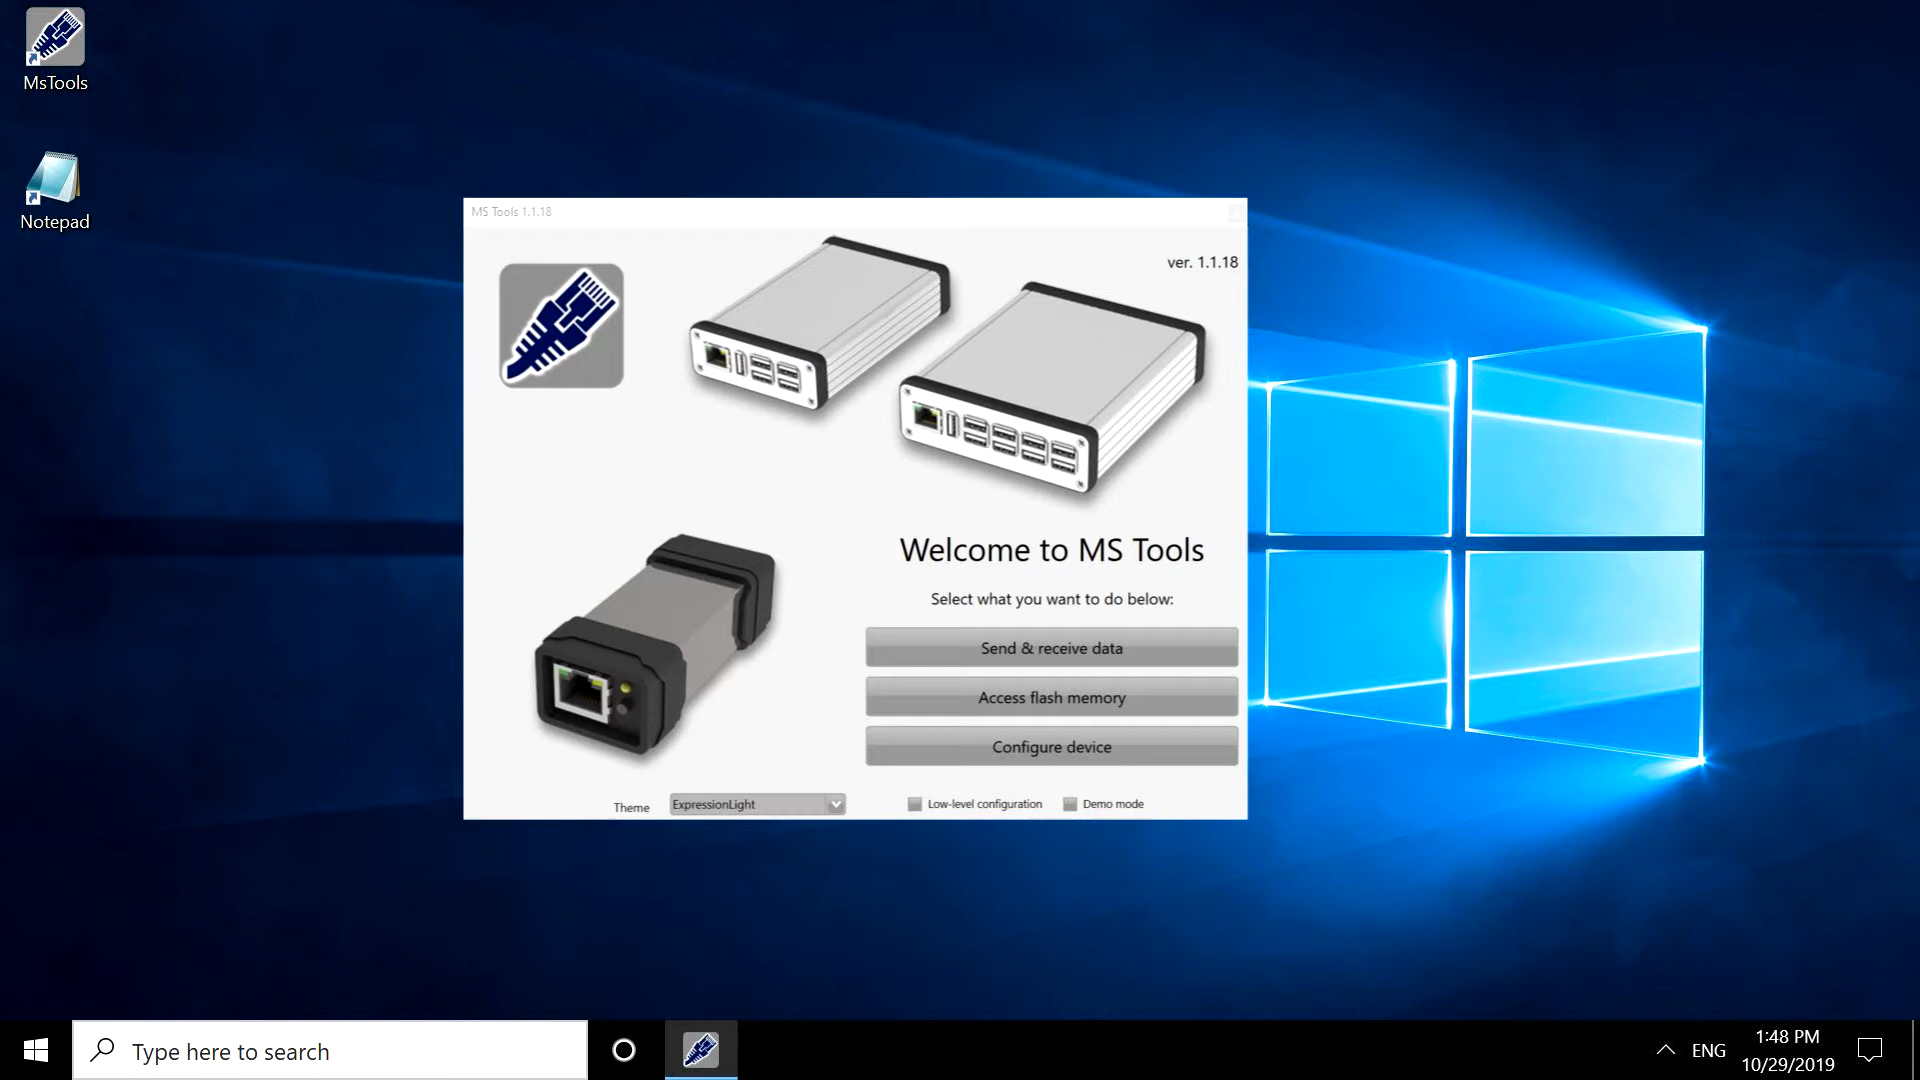 MsTools
Notepad
MS Tools 1.1.18
ver. 1.1.18
Welcome to MS Tools
Select what you want to do below:
Send & receive data
Access flash memory
Configure device
Theme
ExpressionLight
Low-level configuration
Demo mode
Type here to search
ENG
1:48 PM
10/29/2019